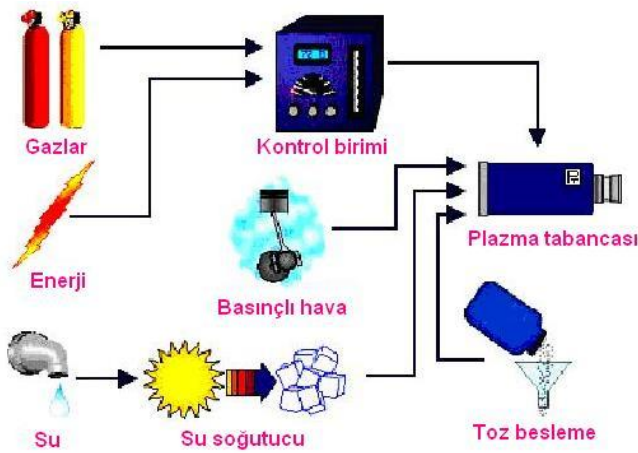 Gazlar
Kontrol birimi
Enerji
Basınçlı hava
Plazma tabancası
Su
Su soğutucu
Toz besleme